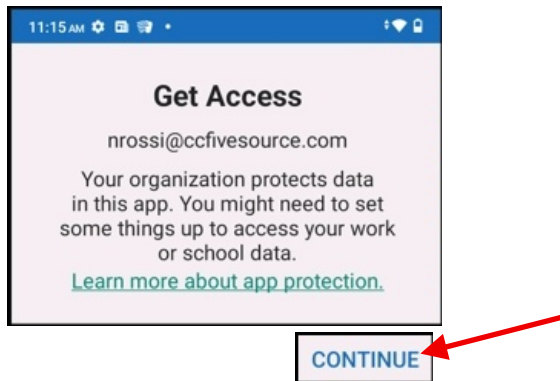 11:15 AM
Get Access
nrossi@ccfivesource.com
Your organization protects data
in this app. You might need to set
some things up to access your work
or school data.
Learn more about app protection.
CONTINUE